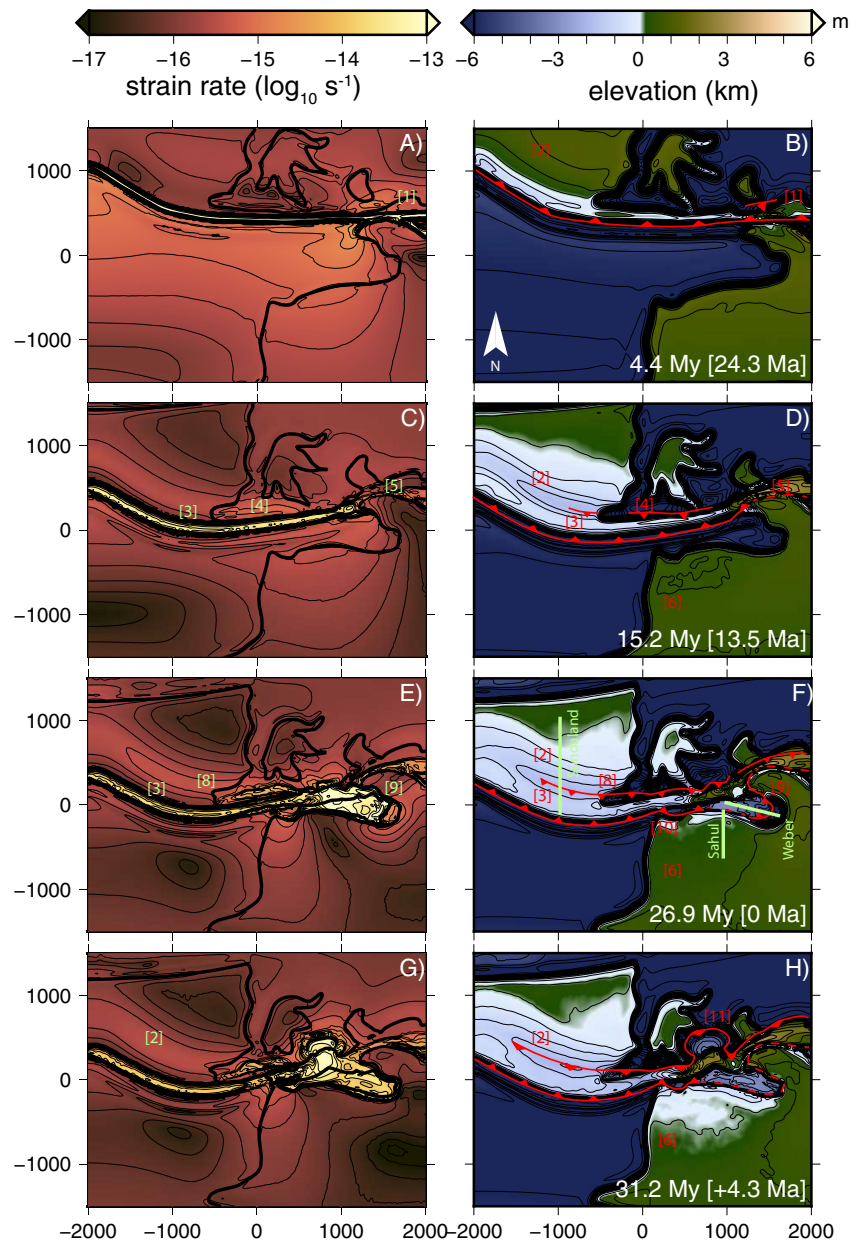 −17 −16 −15 −14 −13
strain rate (log10 s-1)
−6 −3 0 3 6 m
elevation (km)
A)
[1]
1000
0
−1000
B)
[2]
[1]
N
4.4 My [24.3 Ma]
C)
[5]
[3]
[4]
1000
0
−1000
D)
[2]
[5]
[3]
[4]
[6]
15.2 My [13.5 Ma]
E)
[3]
[8]
[9]
1000
0
−1000
F)
[2]
Sundaland
[8]
[9]
[3]
[10]
Sahul
Weber
[6]
26.9 My [0 Ma]
G)
[2]
1000
0
−1000
−2000 −1000 0 1000 2000
H)
[11]
[2]
[6]
31.2 My [+4.3 Ma]
−2000 −1000 0 1000 2000